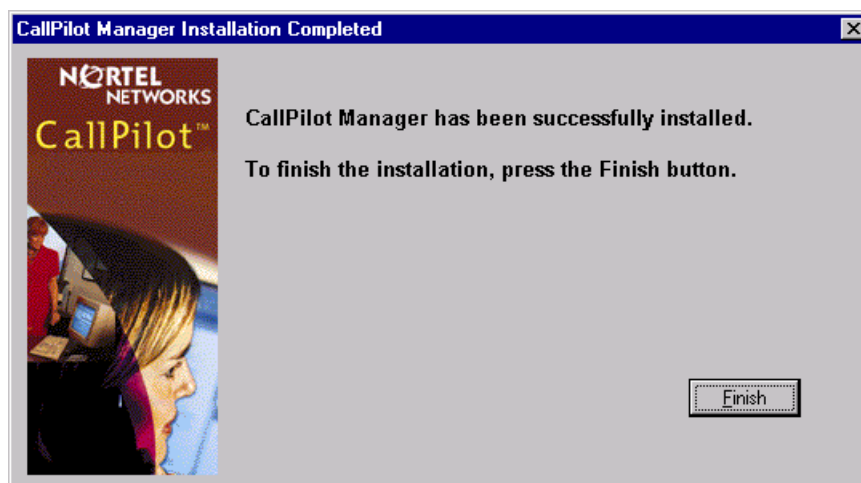 CallPilot Manager Installation Completed
NORTEL
NETWORKS
CallPilot™
CallPilot Manager has been successfully installed.
To finish the installation, press the Finish button.
Finish